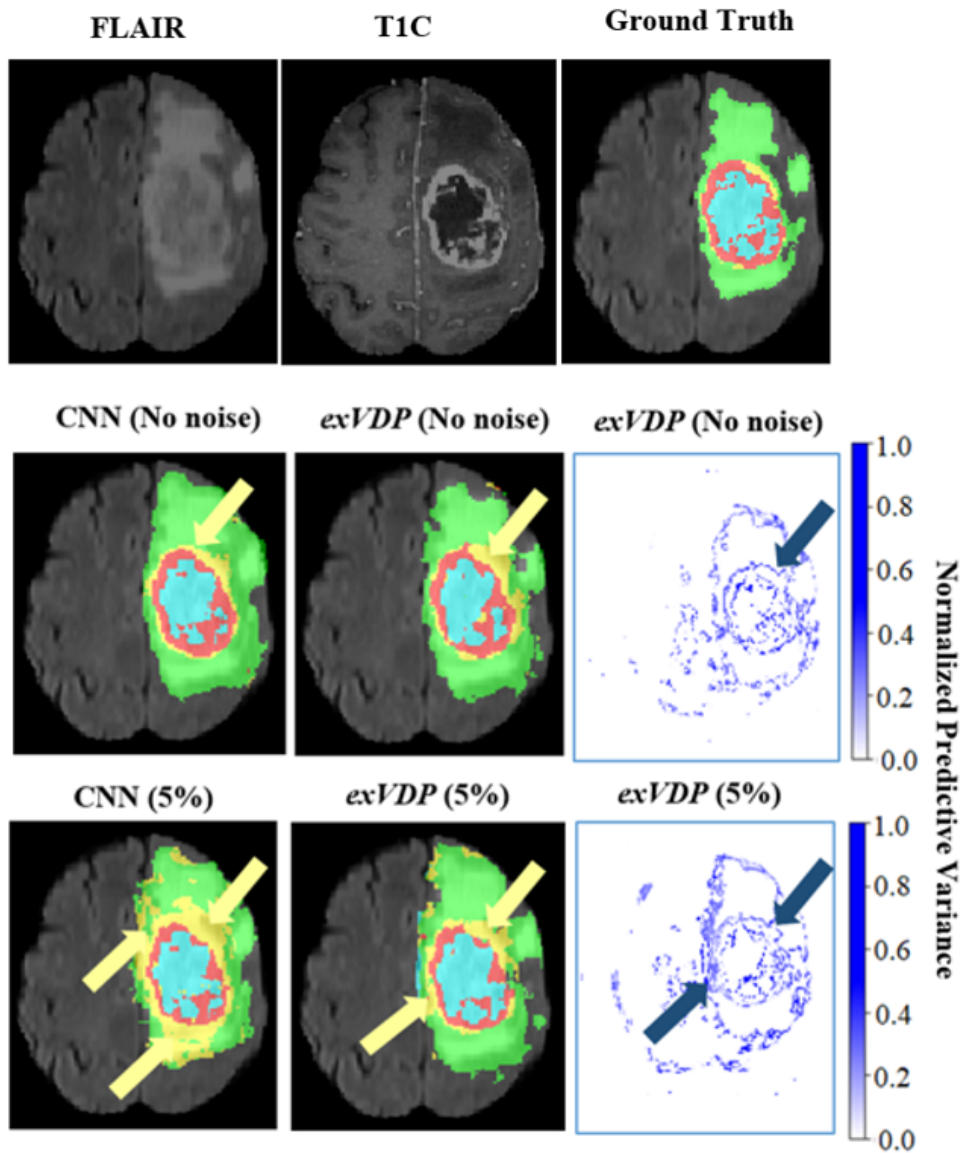 FLAIR
T1C
Ground Truth
CNN (No noise)
exVDP (No noise)
exVDP (No noise)
1.0
0.8
0.6
0.4
0.2
0.0
CNN (5%)
exVDP (5%)
exVDP (5%)
1.0
0.8
0.6
0.4
0.2
0.0
Normalized Predictive Variance